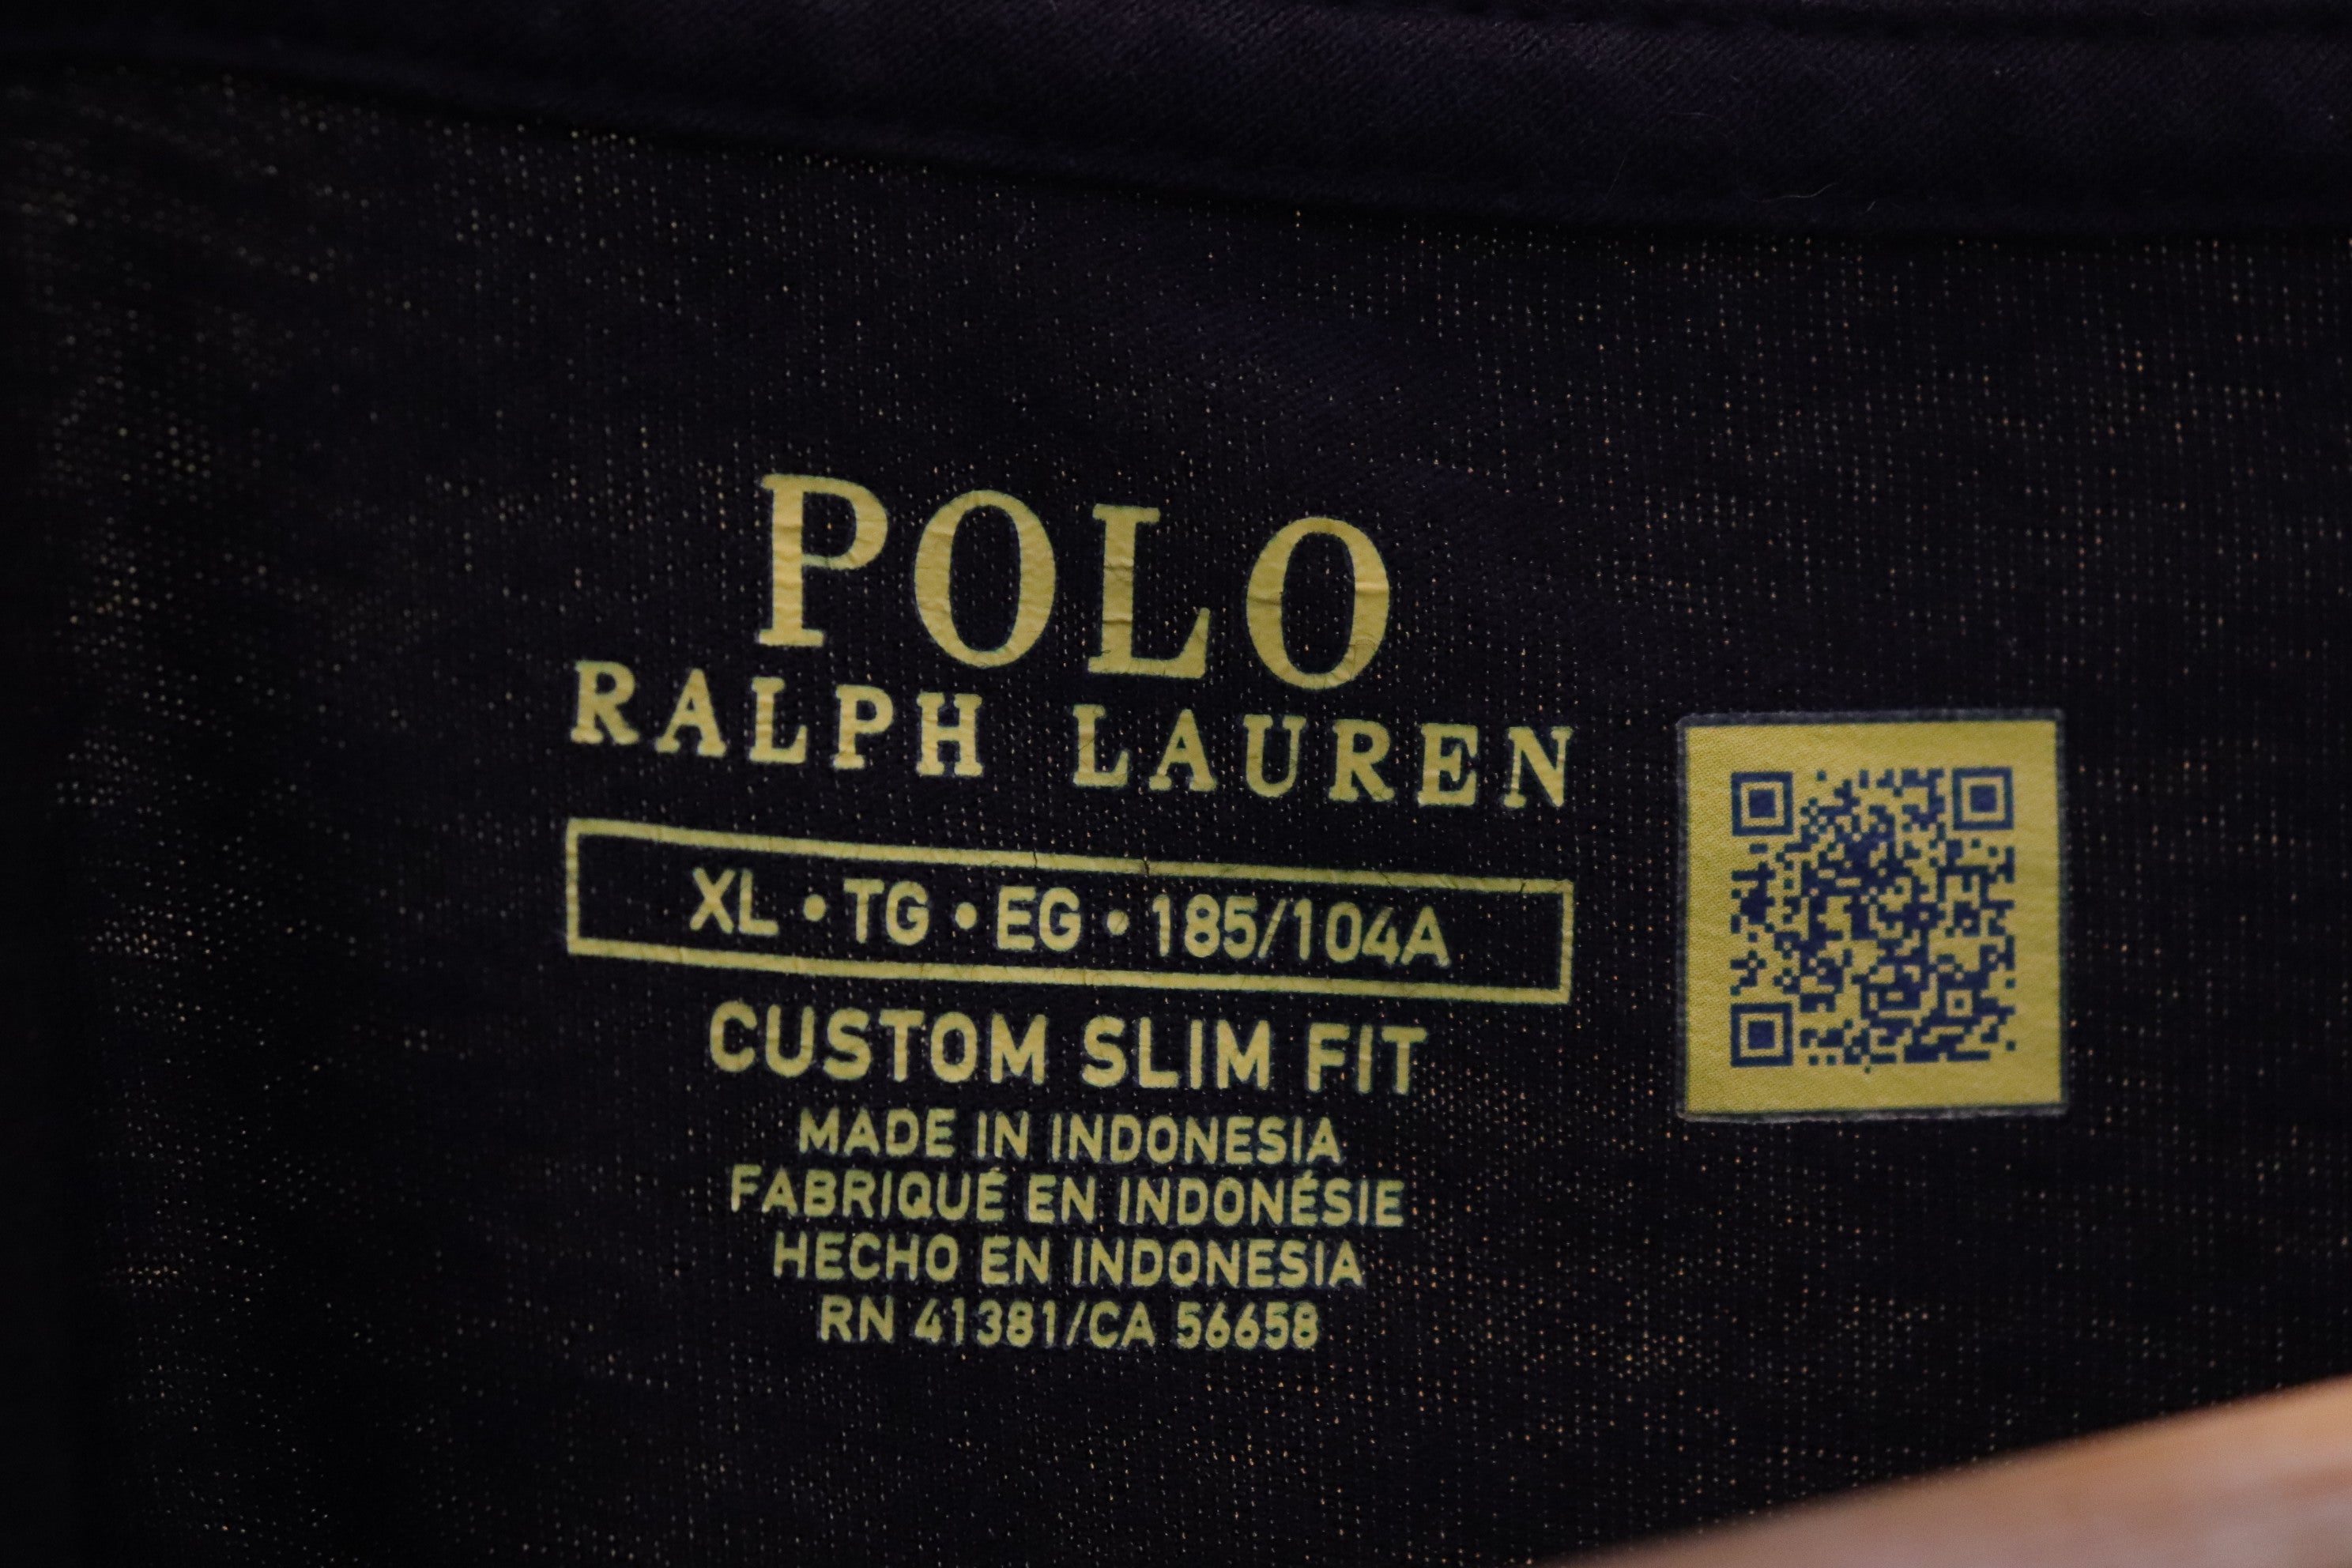 POLO
RALPH LAUREN
XL • TG • EG • 185/104A
CUSTOM SLIM FIT
MADE IN INDONESIA
FABRIQUÉ EN INDONÉSIE
HECHO EN INDONESIA
RN 41381/CA 56658